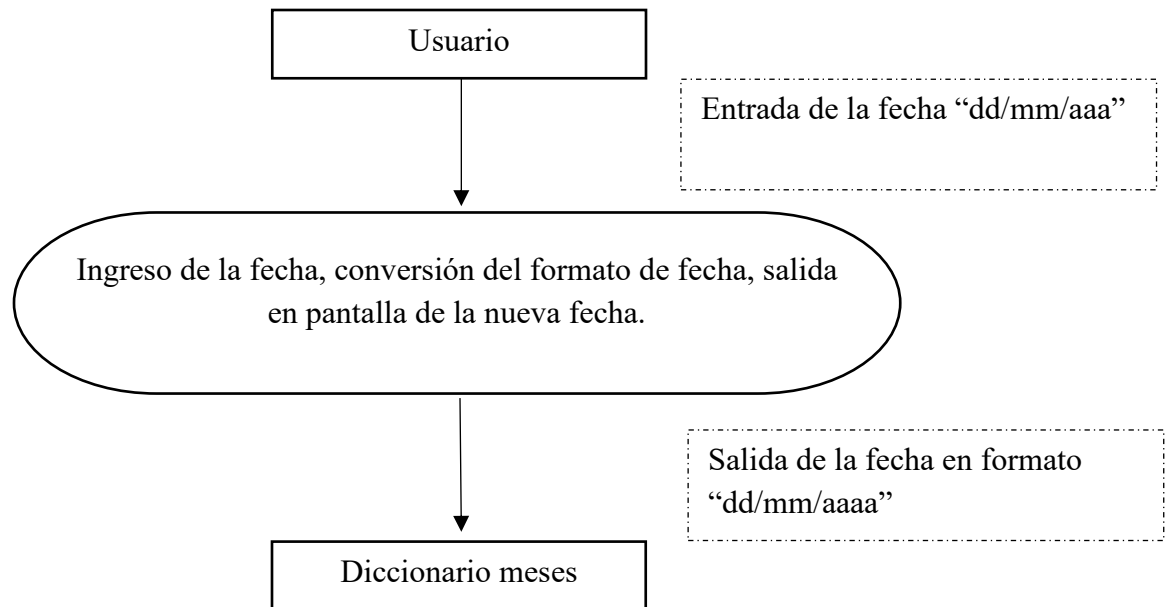 Usuario
Entrada de la fecha “dd/mm/aaa”
Ingreso de la fecha, conversión del formato de fecha, salida
en pantalla de la nueva fecha.
Salida de la fecha en formato
“dd/mm/aaaa”
Diccionario meses